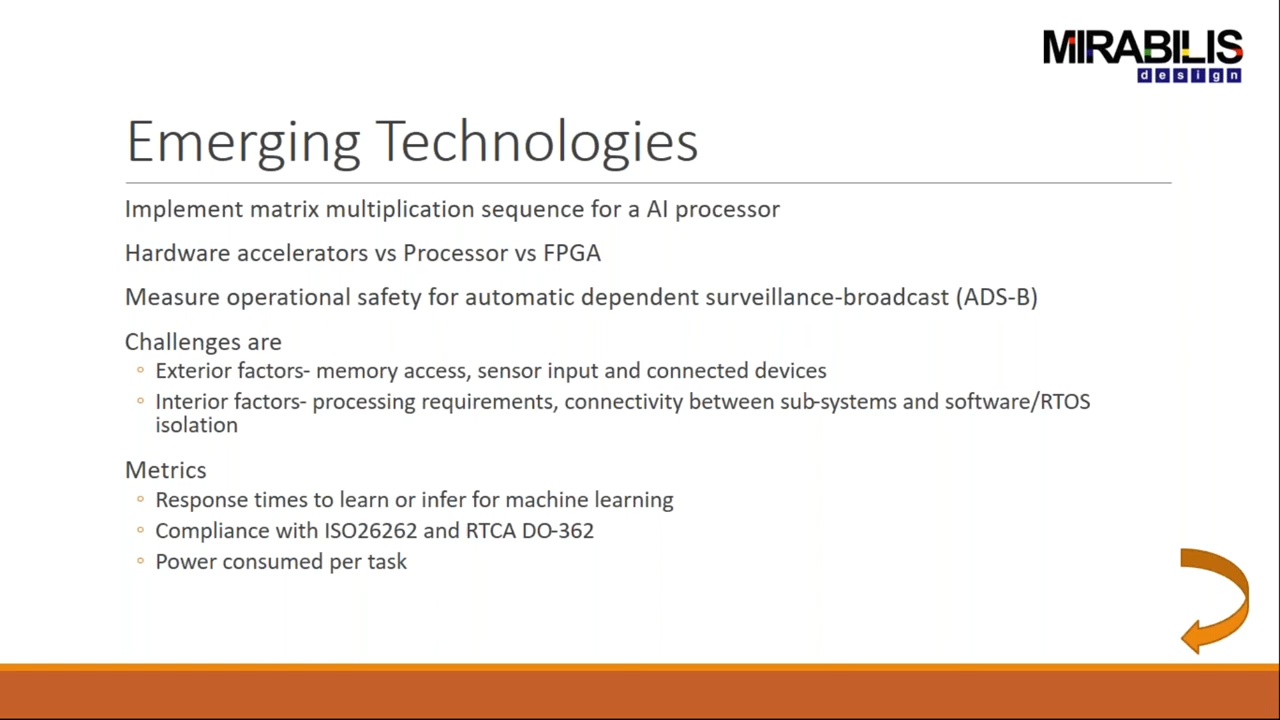 MIRABILIS
design
Emerging Technologies
Implement matrix multiplication sequence for a AI processor
Hardware accelerators vs Processor vs FPGA
Measure operational safety for automatic dependent surveillance-broadcast (ADS-B)
Challenges are
Exterior factors- memory access, sensor input and connected devices
Interior factors- processing requirements, connectivity between sub-systems and software/RTOS
isolation
Metrics
Response times to learn or infer for machine learning
Compliance with ISO26262 and RTCA DO-362
Power consumed per task